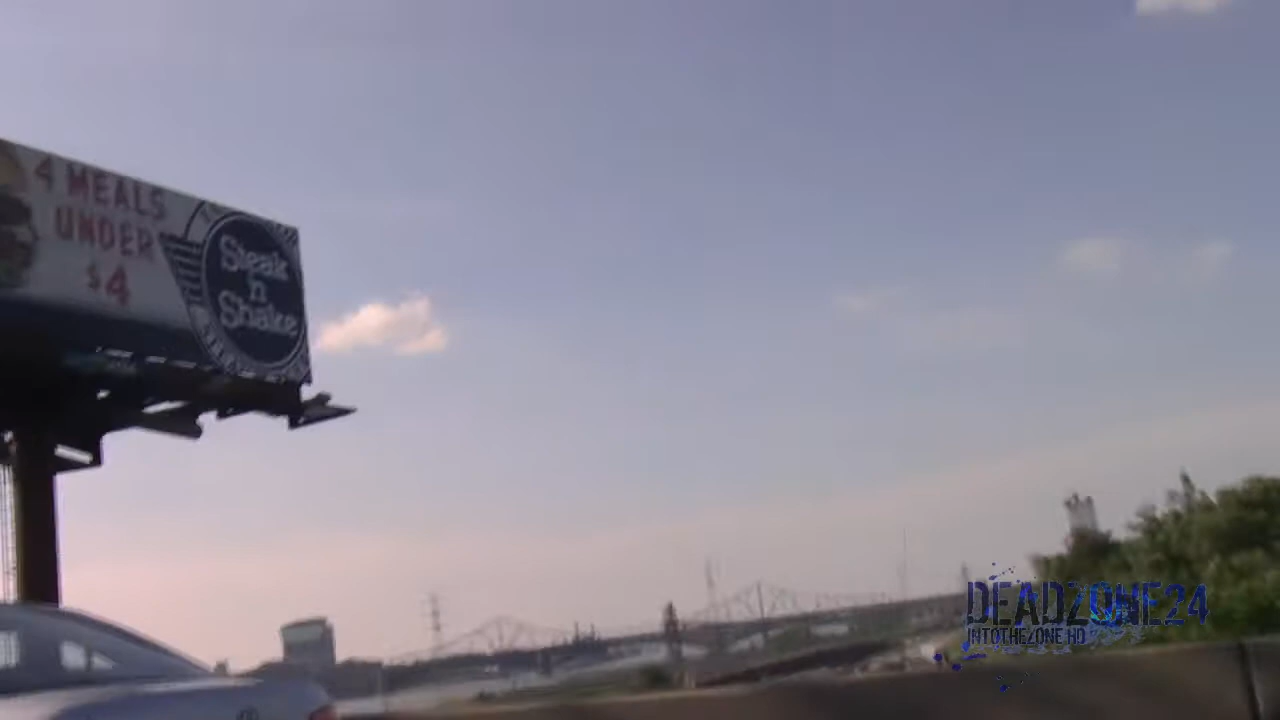 4 MEALS
UNDER
$4
Steak
n
Shake
DEADZONE24
INTOTHEZONE HD